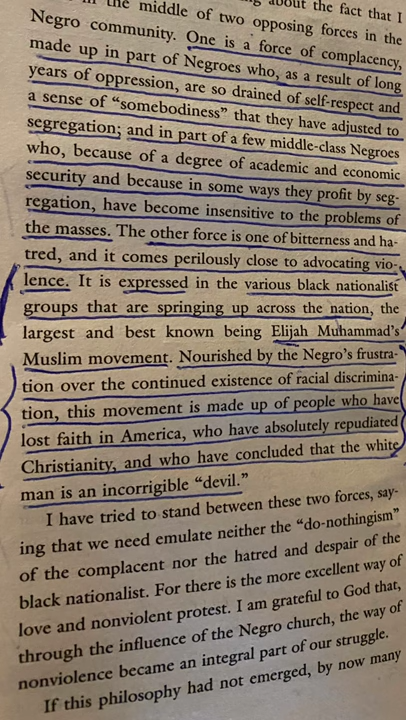 about the fact that I
in the middle of two opposing forces in the
Negro community. One is a force of complacency,
made up in part of Negroes who, as a result of long
years of oppression, are so drained of self-respect and
a sense of “somebodiness” that they have adjusted to
segregation; and in part of a few middle-class Negroes
who, because of a degree of academic and economic
security and because in some ways they profit by seg-
regation, have become insensitive to the problems of
the masses. The other force is one of bitterness and ha-
tred, and it comes perilously close to advocating vio-
lence. It is expressed in the various black nationalist
groups that are springing up across the nation, the
largest and best known being Elijah Muhammad’s
Muslim movement. Nourished by the Negro’s frustra-
tion over the continued existence of racial discrimina-
tion, this movement is made up of people who have
lost faith in America, who have absolutely repudiated
Christianity, and who have concluded that the white
man is an incorrigible “devil.”
I have tried to stand between these two forces, say-
ing that we need emulate neither the “do-nothingism”
of the complacent nor the hatred and despair of the
black nationalist. For there is the more excellent way of
love and nonviolent protest. I am grateful to God that,
through the influence of the Negro church, the way of
nonviolence became an integral part of our struggle.
If this philosophy had not emerged, by now many